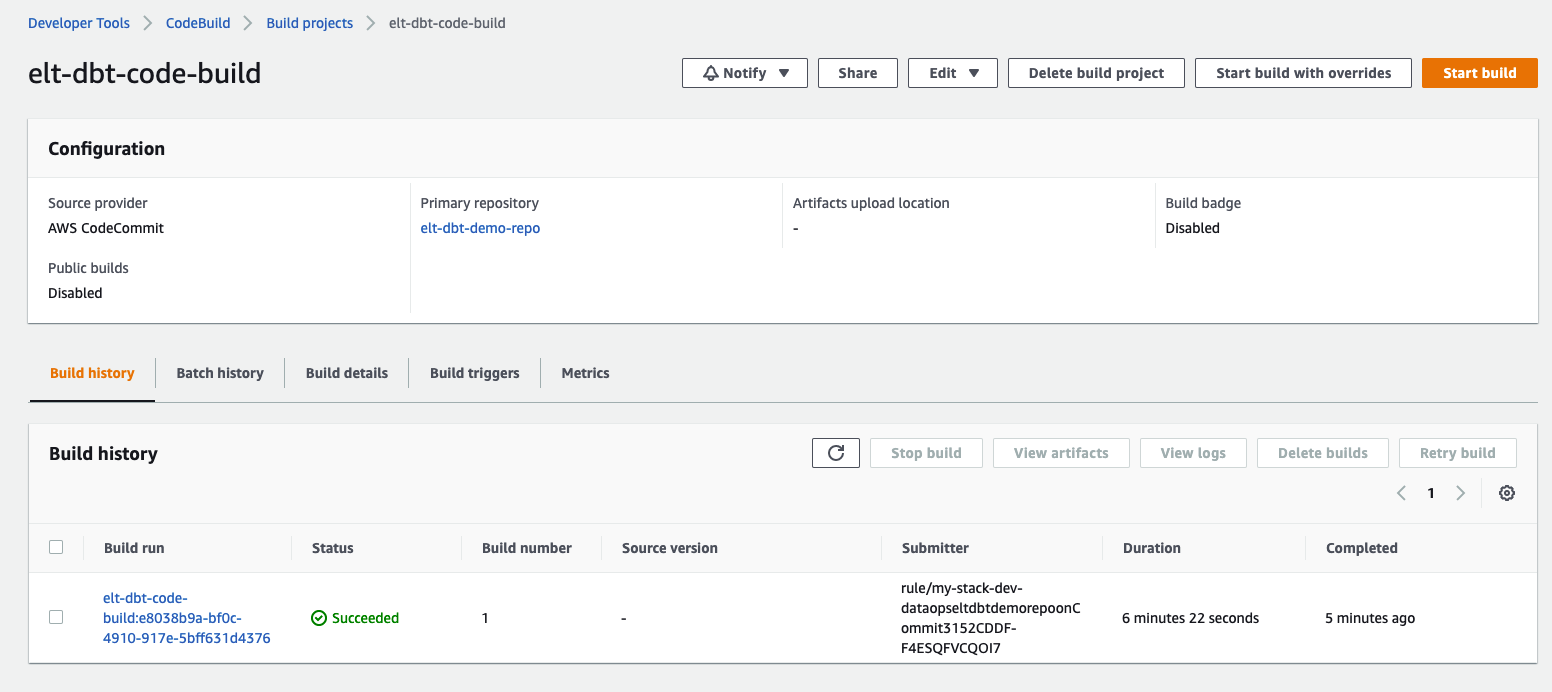 Developer Tools > CodeBuild > Build projects > elt-dbt-code-build
elt-dbt-code-build
Notify ▼ Share Edit ▼ Delete build project Start build with overrides Start build
Configuration
Source provider
AWS CodeCommit
Primary repository
elt-dbt-demo-repo
Artifacts upload location
-
Build badge
Disabled
Public builds
Disabled
Build history Batch history Build details Build triggers Metrics
Build history
Stop build View artifacts View logs Delete builds Retry build
< 1 >
Build run Status Build number Source version Submitter Duration Completed
elt-dbt-code-
build:e8038b9a-bf0c-
4910-917e-5bff631d4376
Succeeded
1
-
rule/my-stack-dev-
dataopseltdbtdemorepoonC
ommit3152CDDF-
F4ESQFVCQOI7
6 minutes 22 seconds
5 minutes ago